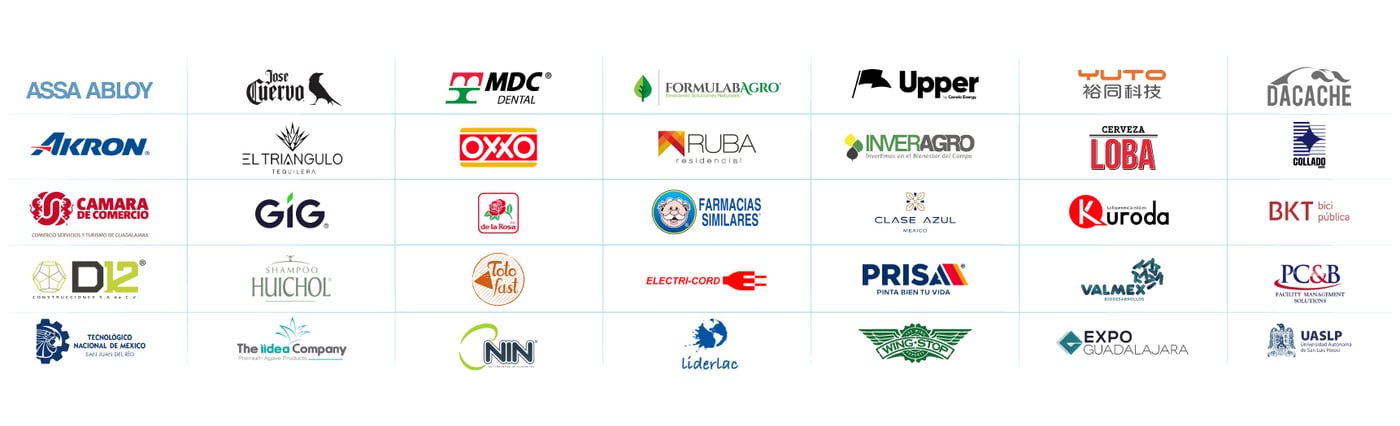 ASSA ABLOY
Jose
Cuervo
MDC®
DENTAL
FORMULABAGRO®
Upper
YUTO
裕同科技
DACACHE
AKRON®
EL TRIANGULO
TEQUILERA
OXXO
RUBA
residencial
INVERAGRO
Invertimos en el Bienestar del Campo
CERVEZA
LOBA
COLLADO
CAMARA
DE COMERCIO
COMERCIO SERVICIOS Y TURISMO DE GUADALAJARA
GIG®
de la Rosa
FARMACIAS
SIMILARES
CLASE AZUL
MEXICO
La Experiencia está en
Kuroda
BKT bici
pública
D12®
CONSTRUCCIONES S.A de C.V.
SHAMPOO
HUICHOL®
Toto
fast
ELECTRI-CORD
PRISA
PINTA BIEN TU VIDA
VALMEX
PC&B
FACILITY MANAGEMENT
SOLUTIONS
TECNOLÓGICO
NACIONAL DE MÉXICO
SAN JUAN DEL RÍO
The iidea Company
Premium Agave Products
NIN
liderlac
WING·STOP
EXPO
GUADALAJARA
UASLP
Universidad Autónoma
de San Luis Potosí